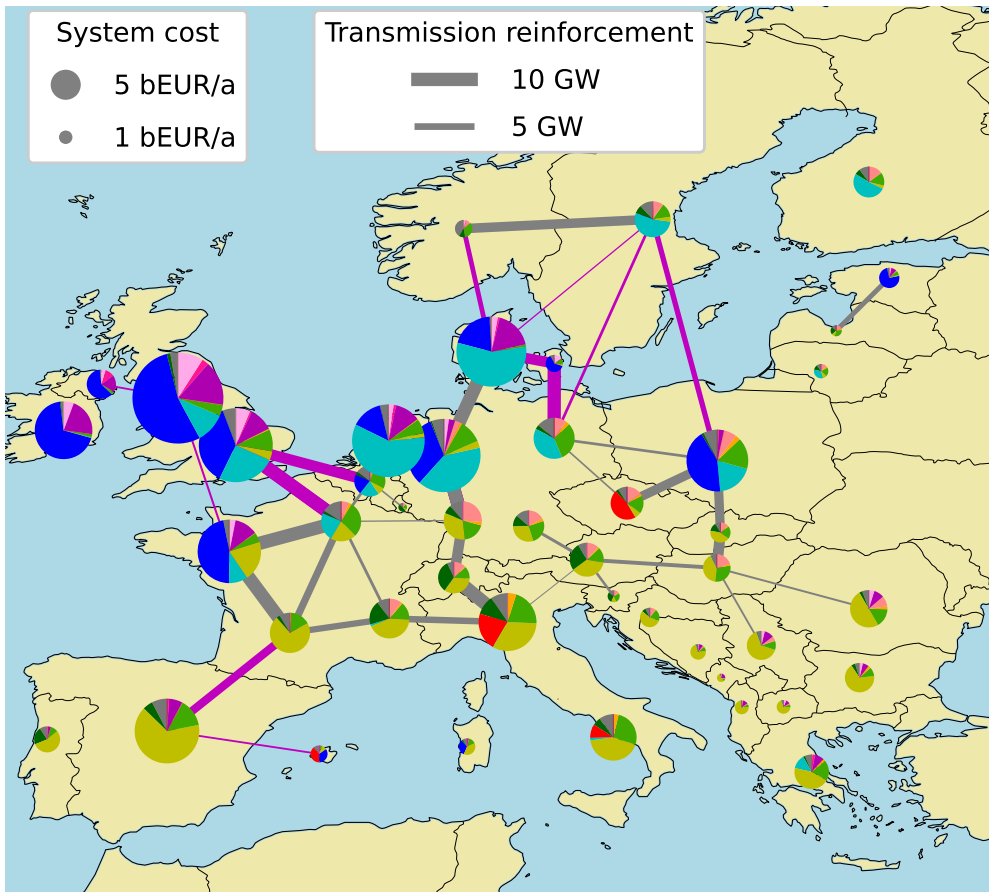 System cost
5 bEUR/a
1 bEUR/a
Transmission reinforcement
10 GW
5 GW